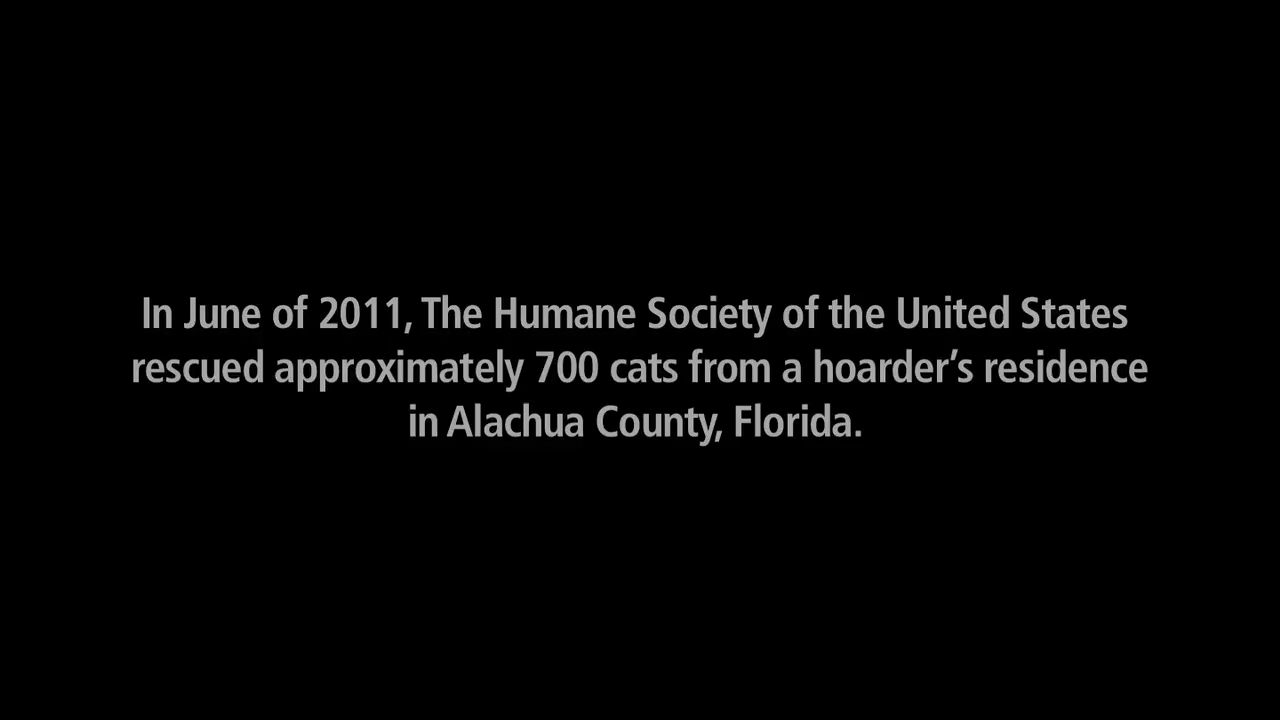 In June of 2011, The Humane Society of the United States
rescued approximately 700 cats from a hoarder’s residence
in Alachua County, Florida.